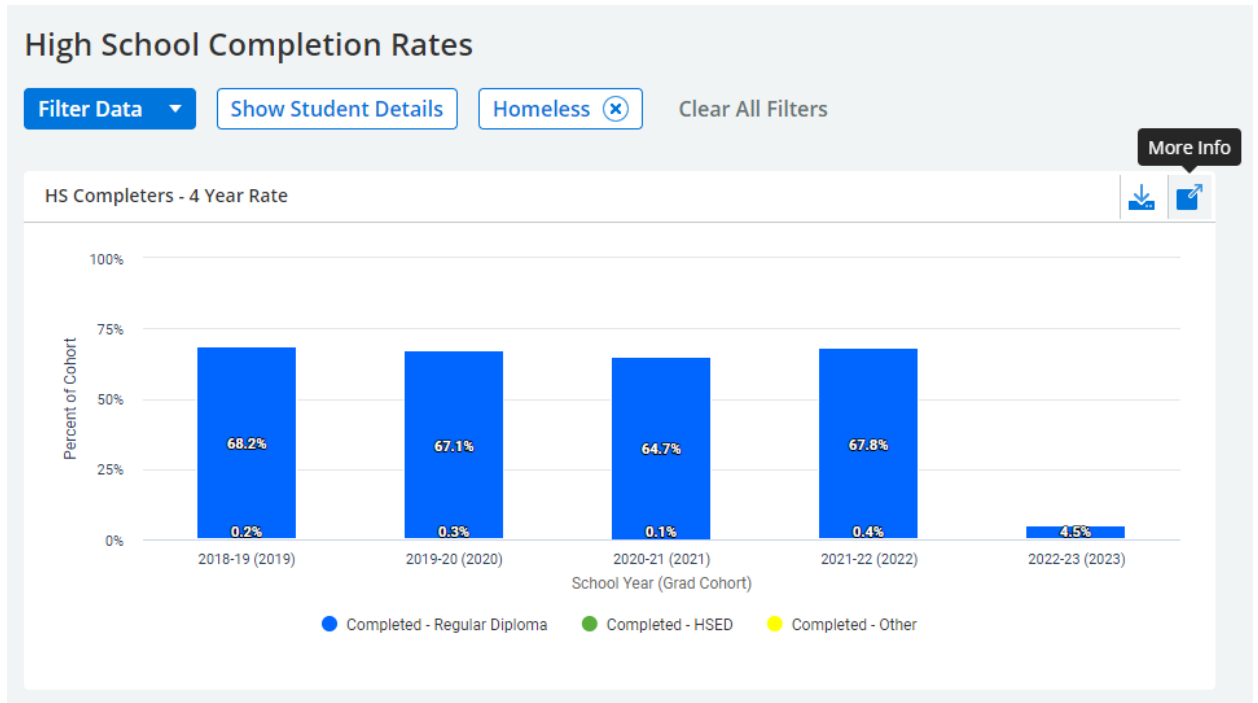 High School Completion Rates
Filter Data Show Student Details Homeless Clear All Filters
More Info
HS Completers - 4 Year Rate
100%
75%
50%
25%
0%
Percent of Cohort
68.2% 67.1% 64.7% 67.8%
0.2% 0.3% 0.1% 0.4% 4.5%
2018-19 (2019) 2019-20 (2020) 2020-21 (2021) 2021-22 (2022) 2022-23 (2023)
School Year (Grad Cohort)
Completed - Regular Diploma Completed - HSED Completed - Other